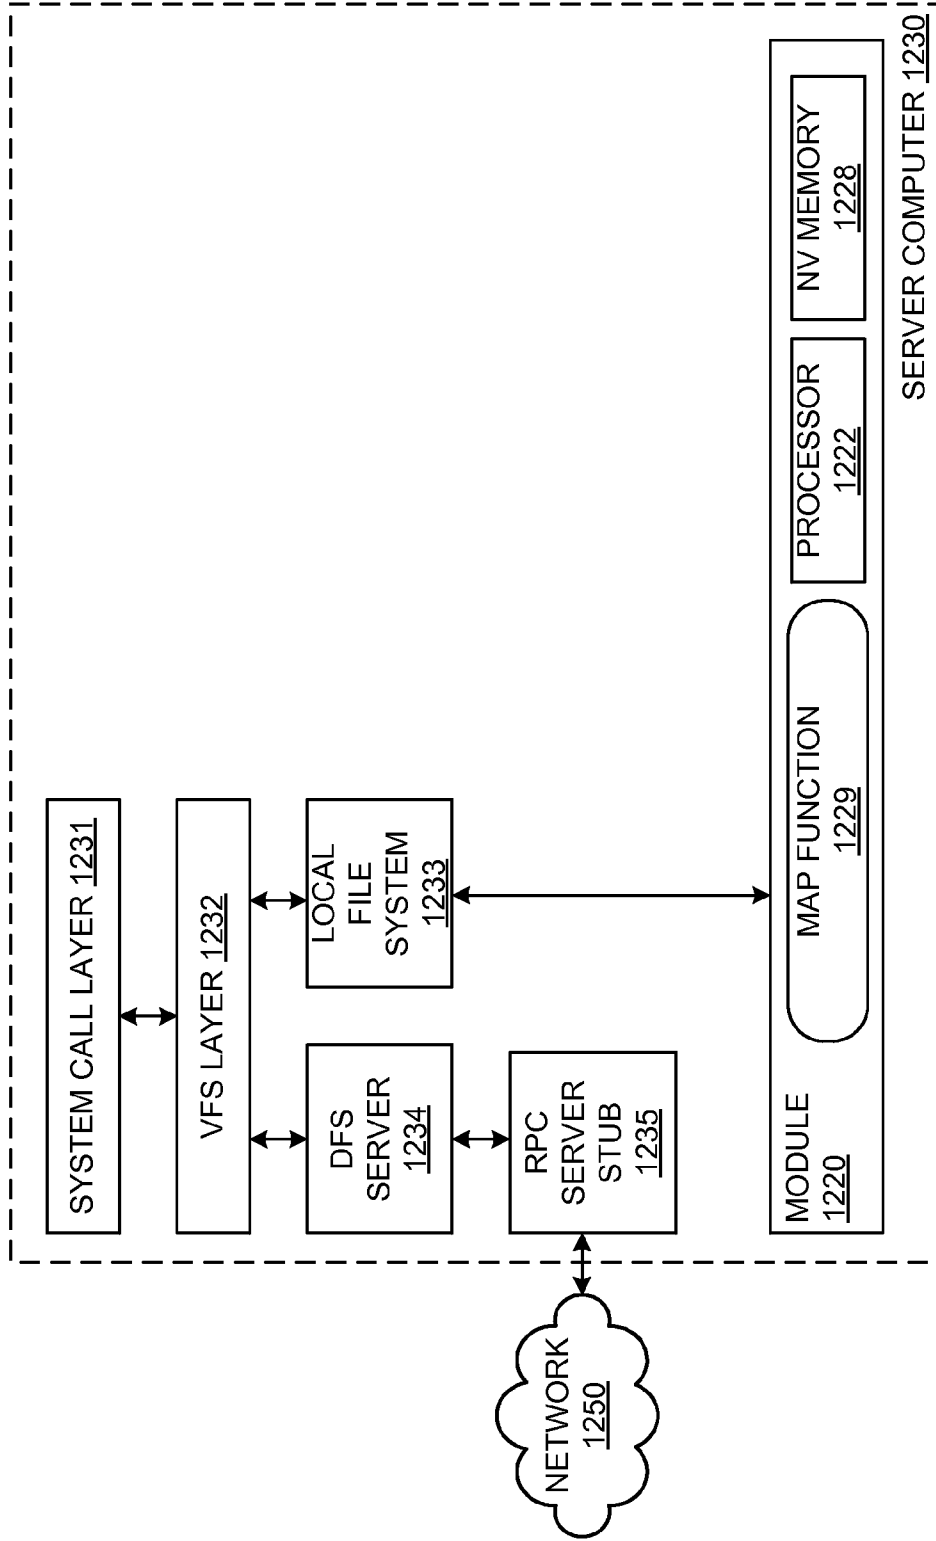 SYSTEM CALL LAYER 1231
VFS LAYER 1232
DFS
SERVER
1234
LOCAL
FILE
SYSTEM
1233
RPC
SERVER
STUB
1235
NETWORK
1250
MODULE
1220
MAP FUNCTION
1229
PROCESSOR
1222
NV MEMORY
1228
SERVER COMPUTER 1230